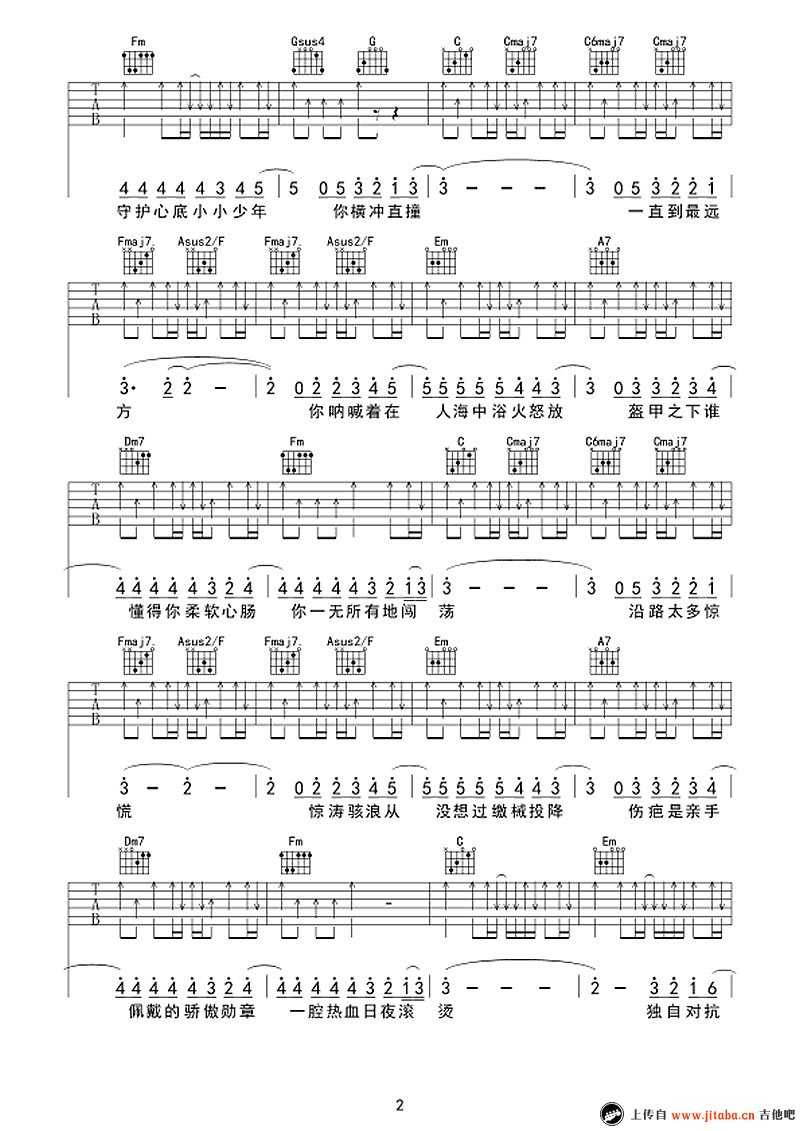 Fm Gsus4 G C Cmaj7 C6maj7 Cmaj7
T A B
4 4 4 4 4 3 4 5 | 5 0 5 3 2 1 3 | 3 – – – | 3 0 5 3 2 2 1
守护心底小小少年 你横冲直撞 一直到最远
Fmaj7. Asus2/F Fmaj7. Asus2/F Em A7
T A B
3· 2 2 – | 2 0 2 2 3 4 5 | 5 5 5 5 5 4 4 3 | 3 0 3 3 2 3 4
方 你呐喊着在 人海中浴火怒放 盔甲之下谁
Dm7 Fm C Cmaj7 C6maj7 Cmaj7
T A B
4 4 4 4 4 3 2 4 | 4 4 4 4 4 3 2 1 3 | 3 – – – | 3 0 5 3 2 2 1
懂得你柔软心肠 你一无所有地闯 荡 沿路太多惊
Fmaj7. Asus2/F Fmaj7. Asus2/F Em A7
T A B
3 – 2 – | 2 0 2 2 3 4 5 | 5 5 5 5 5 4 4 3 | 3 0 3 3 2 3 4
慌 惊涛骇浪从 没想过缴械投降 伤疤是亲手
Dm7 Fm C Em
T A B
4 4 4 4 4 3 2 4 | 4 4 4 4 4 3 2 1 3 | 3 – – – | 2 – 3 2 1 6
佩戴的骄傲勋章 一腔热血日夜滚 烫 独自对抗
2
上传自 www.jitaba.cn 吉他吧